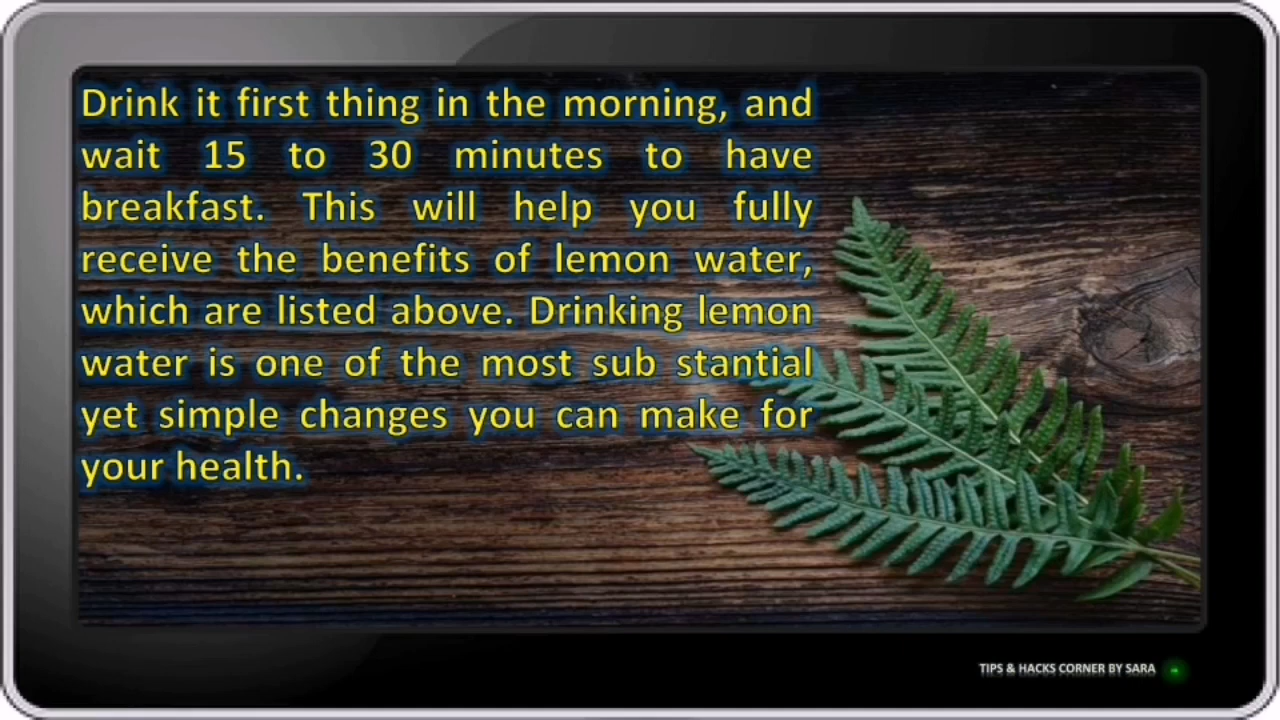 Drink it first thing in the morning, and
wait 15 to 30 minutes to have
breakfast. This will help you fully
receive the benefits of lemon water,
which are listed above. Drinking lemon
water is one of the most sub stantial
yet simple changes you can make for
your health.
TIPS & HACKS CORNER BY SARA